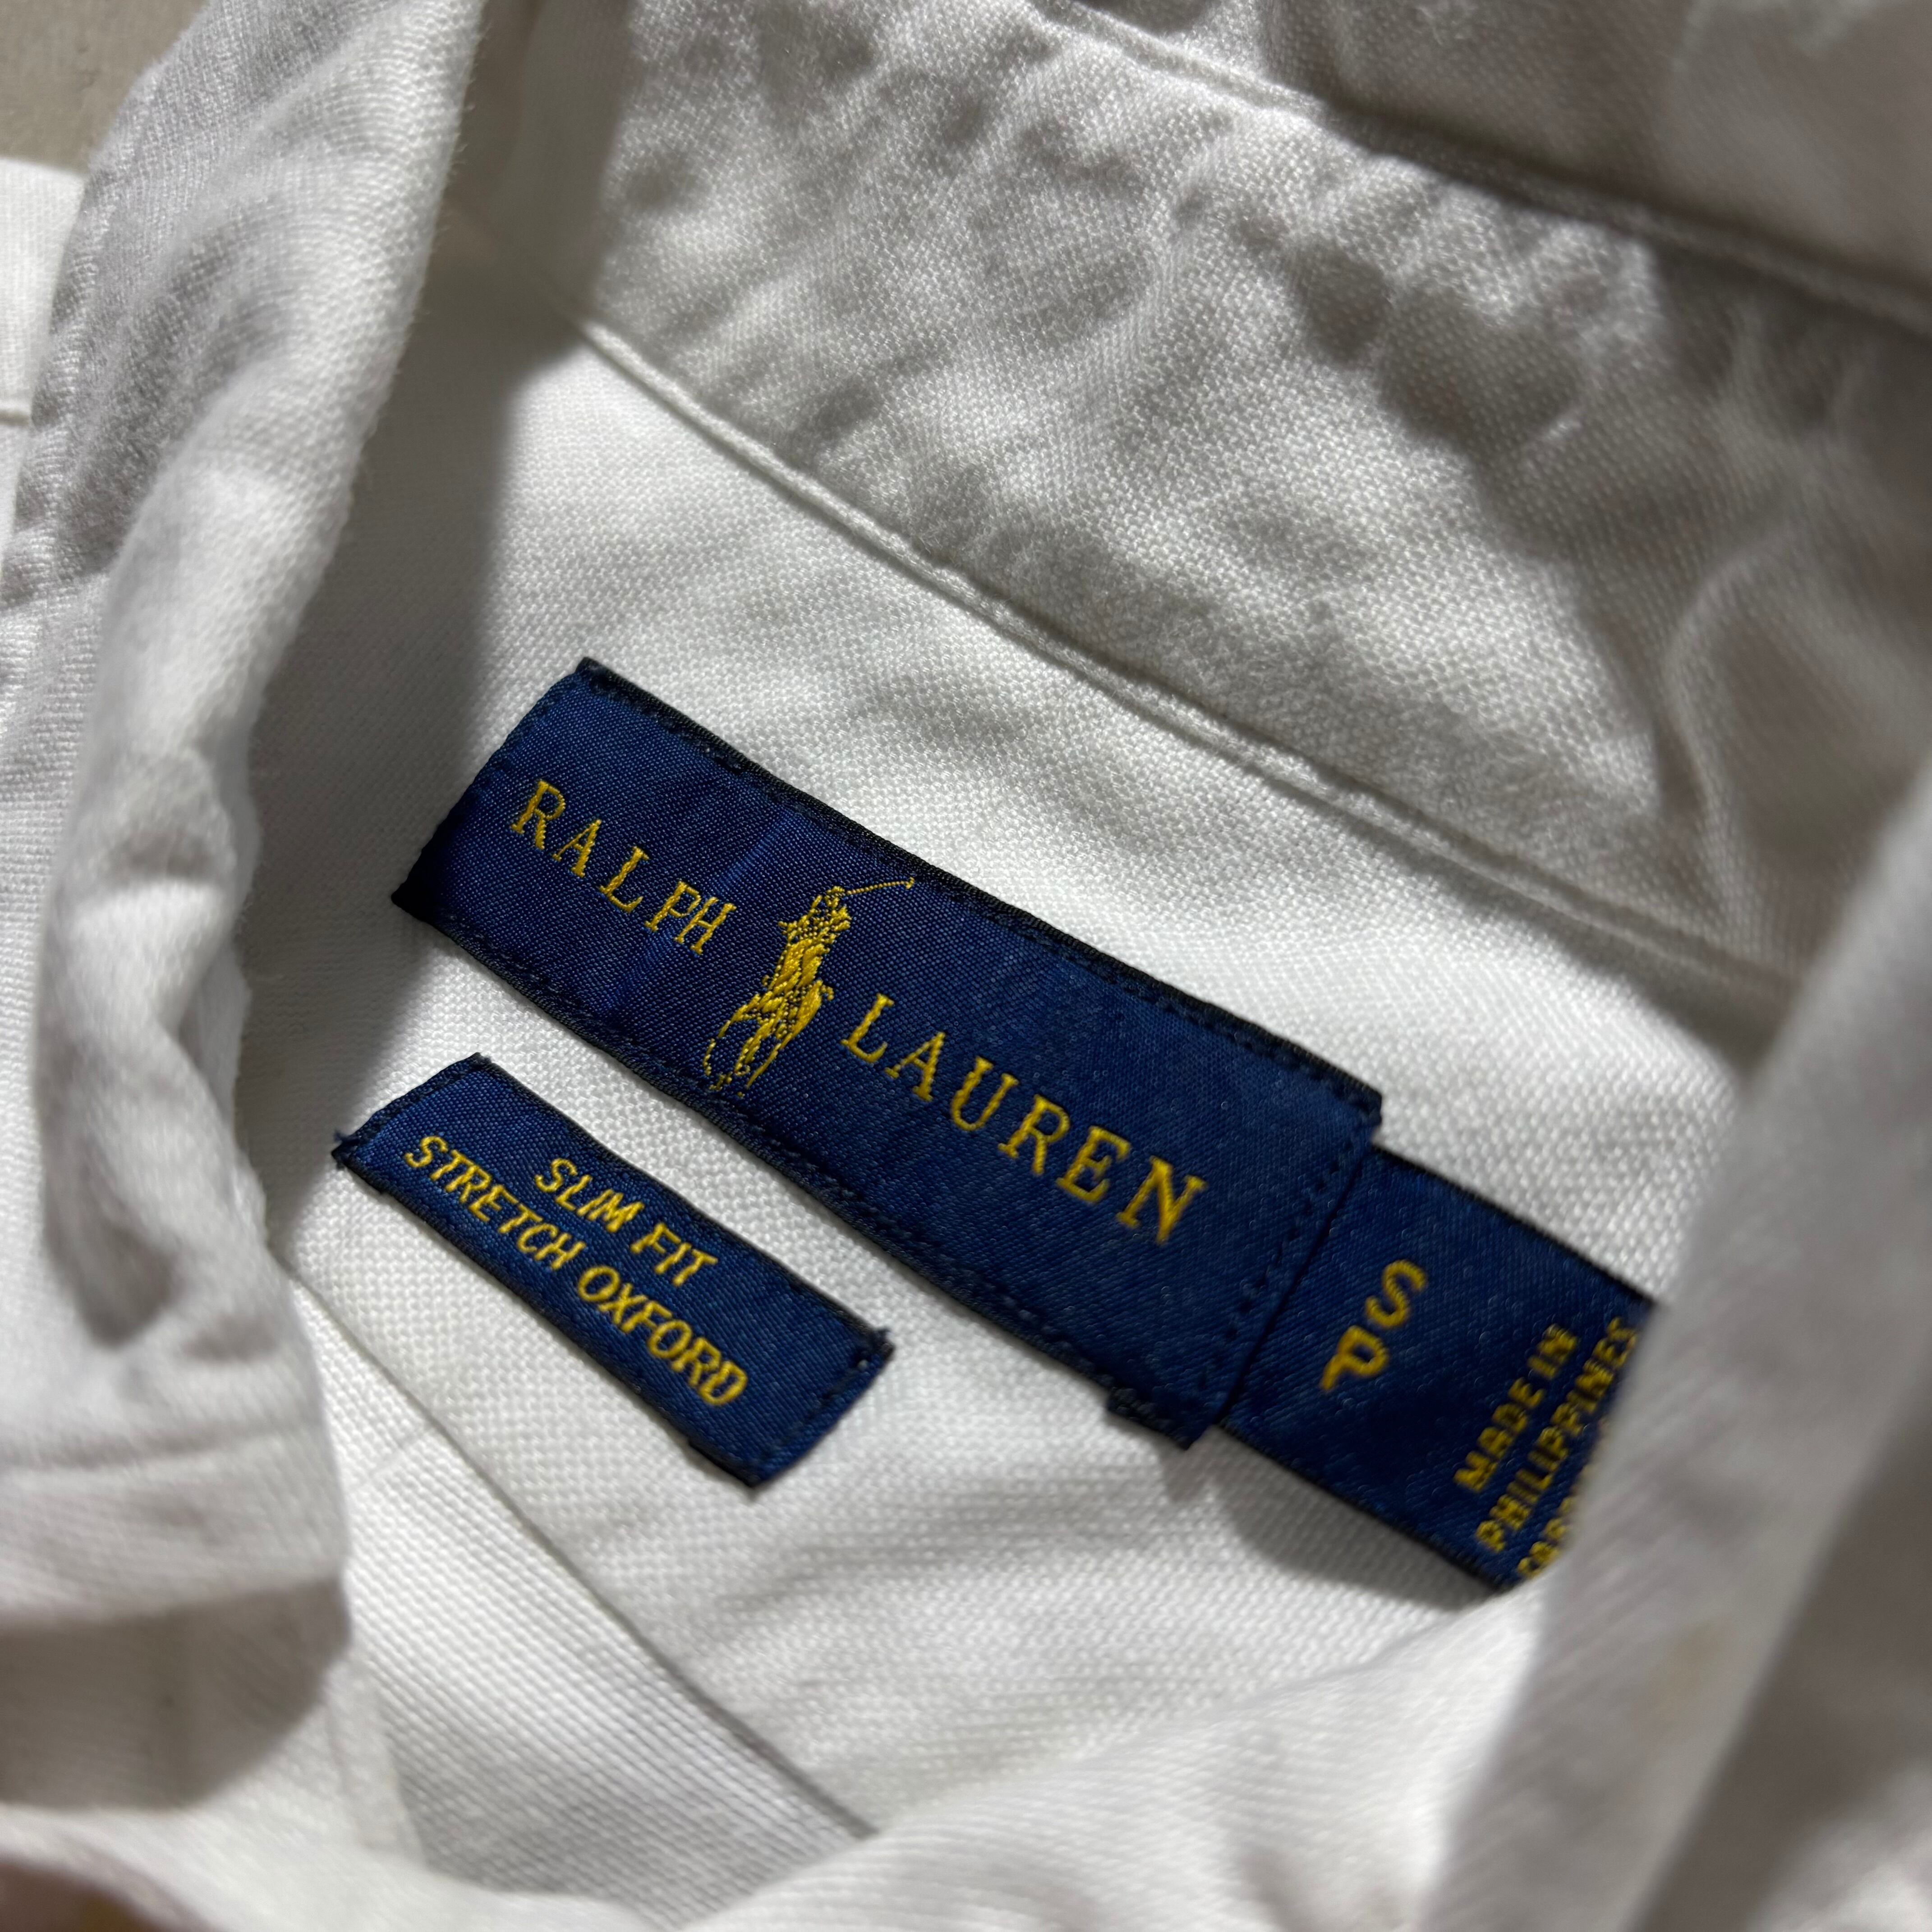 RALPH LAUREN
SLIM FIT
STRETCH OXFORD
S
P
MADE IN
PHILIPPINES